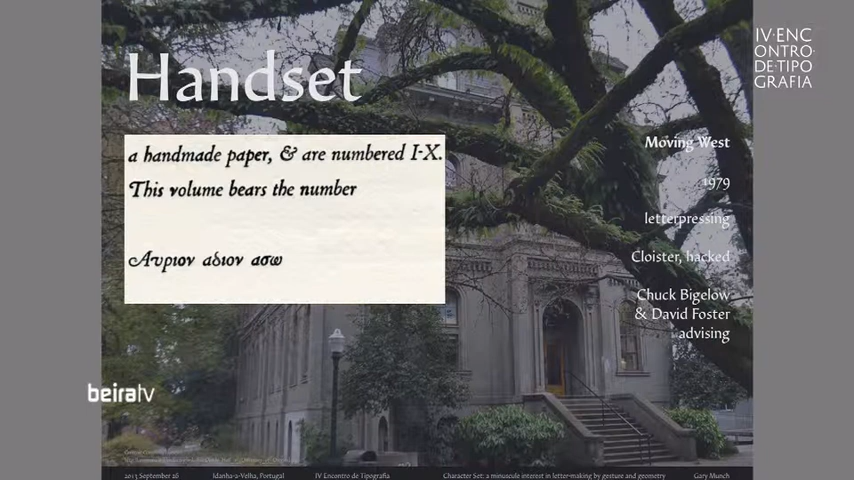 Handset
IV·ENC
ONTRO·
DE·TIPO
GRAFIA
a handmade paper, & are numbered I-X.
This volume bears the number
Αυριον αδιον ασω
Moving West
1979
letterpressing
Cloister, hacked
Chuck Bigelow
& David Foster
advising
beiratv
2013 September 26 Idanha-a-Velha, Portugal IV Encontro de Tipografia Character Set: a minuscule interest in letter-making by gesture and geometry Gary Munch